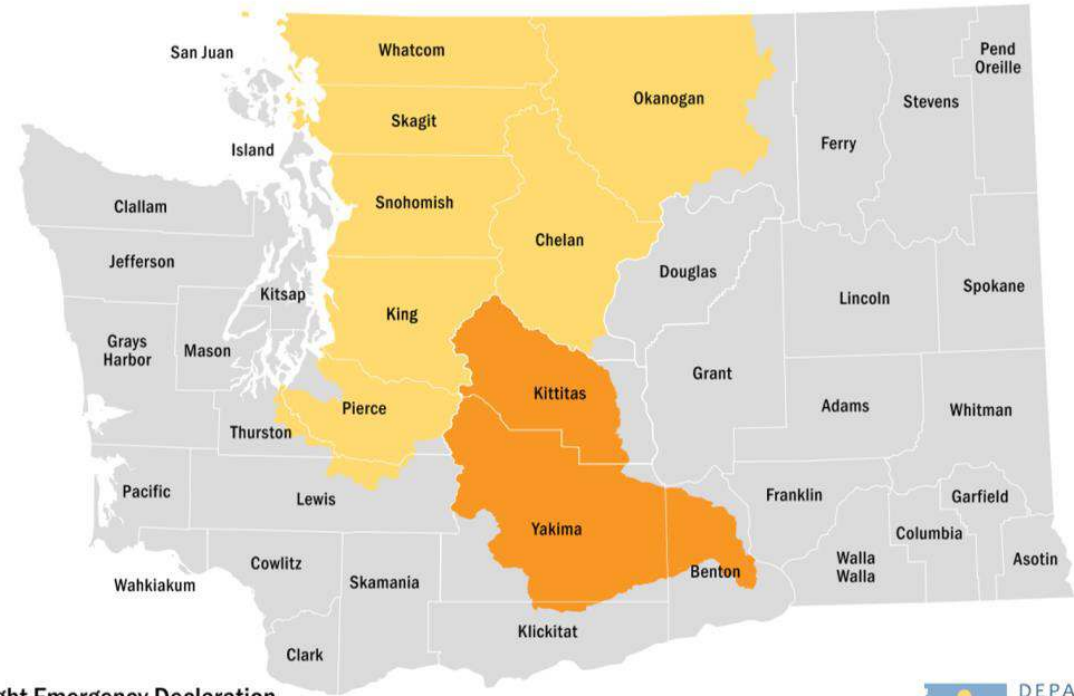 San Juan
Whatcom
Pend
Oreille
Okanogan
Stevens
Skagit
Ferry
Island
Snohomish
Clallam
Chelan
Jefferson
Douglas
Spokane
Kitsap
Lincoln
King
Grays
Harbor
Mason
Grant
Kittitas
Adams
Whitman
Pierce
Thurston
Pacific
Lewis
Franklin
Garfield
Yakima
Columbia
Cowlitz
Walla
Walla
Asotin
Wahkiakum
Skamania
Benton
Klickitat
Clark
Emergency Declaration